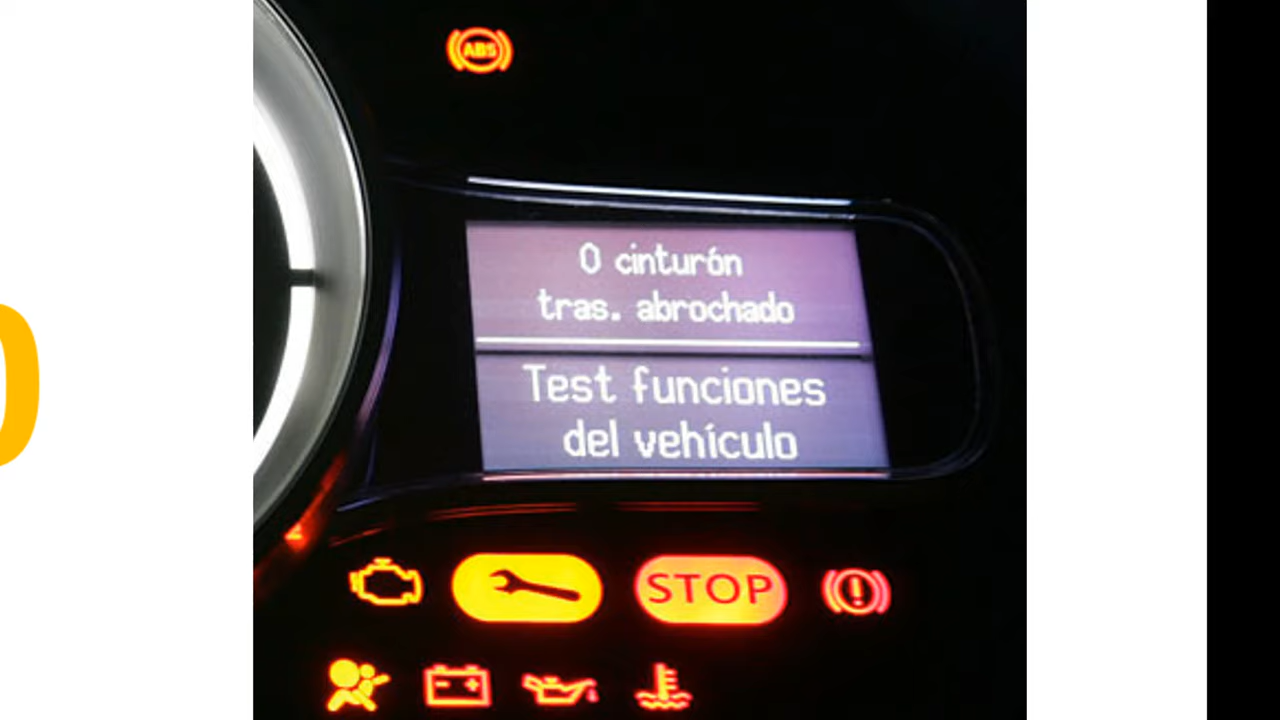 ABS
0 cinturón
tras. abrochado
Test funciones
del vehículo
STOP